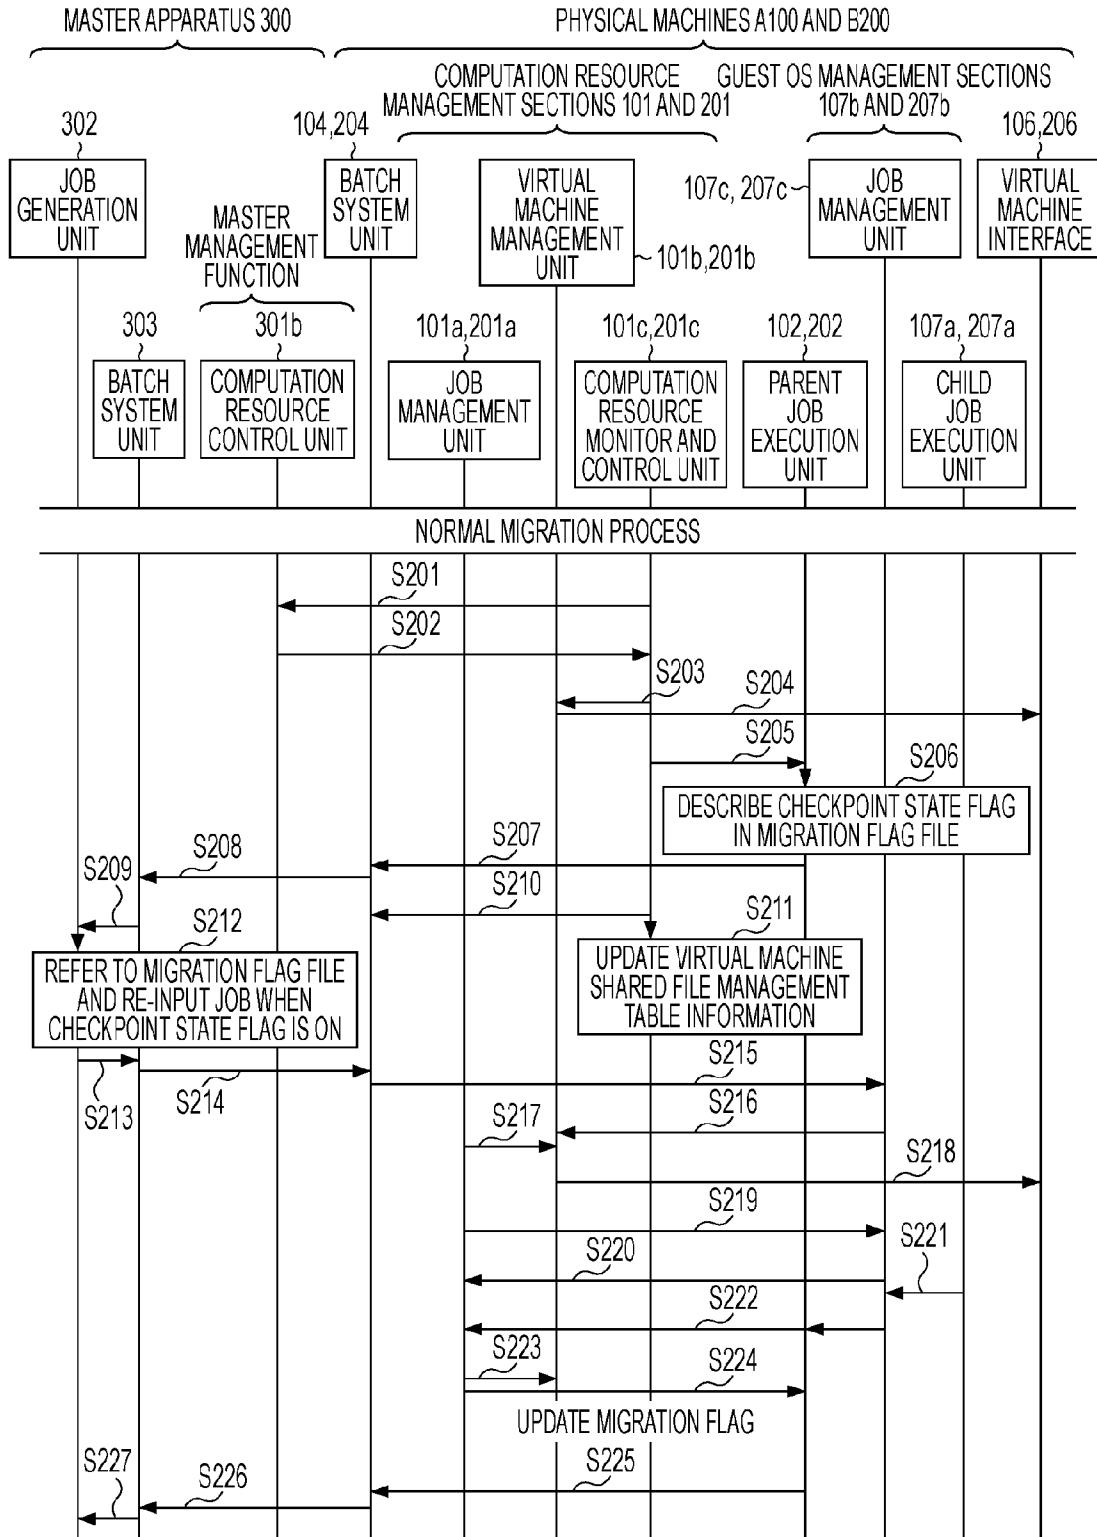 MASTER APPARATUS 300
PHYSICAL MACHINES A100 AND B200
COMPUTATION RESOURCE
MANAGEMENT SECTIONS 101 AND 201
GUEST OS MANAGEMENT SECTIONS
107b AND 207b
302
104,204
106,206
JOB
GENERATION
UNIT
BATCH
SYSTEM
UNIT
VIRTUAL
MACHINE
MANAGEMENT
UNIT
101b,201b
107c, 207c
JOB
MANAGEMENT
UNIT
VIRTUAL
MACHINE
INTERFACE
MASTER
MANAGEMENT
FUNCTION
303
301b
101a,201a
101c,201c
102,202
107a, 207a
BATCH
SYSTEM
UNIT
COMPUTATION
RESOURCE
CONTROL UNIT
JOB
MANAGEMENT
UNIT
COMPUTATION
RESOURCE
MONITOR AND
CONTROL UNIT
PARENT
JOB
EXECUTION
UNIT
CHILD
JOB
EXECUTION
UNIT
NORMAL MIGRATION PROCESS
S201
S202
S203
S204
S205
S206
DESCRIBE CHECKPOINT STATE FLAG
IN MIGRATION FLAG FILE
S207
S208
S209
S210
S211
UPDATE VIRTUAL MACHINE
SHARED FILE MANAGEMENT
TABLE INFORMATION
S212
REFER TO MIGRATION FLAG FILE
AND RE-INPUT JOB WHEN
CHECKPOINT STATE FLAG IS ON
S213
S214
S215
S216
S217
S218
S219
S220
S221
S222
S223
S224
UPDATE MIGRATION FLAG
S225
S226
S227